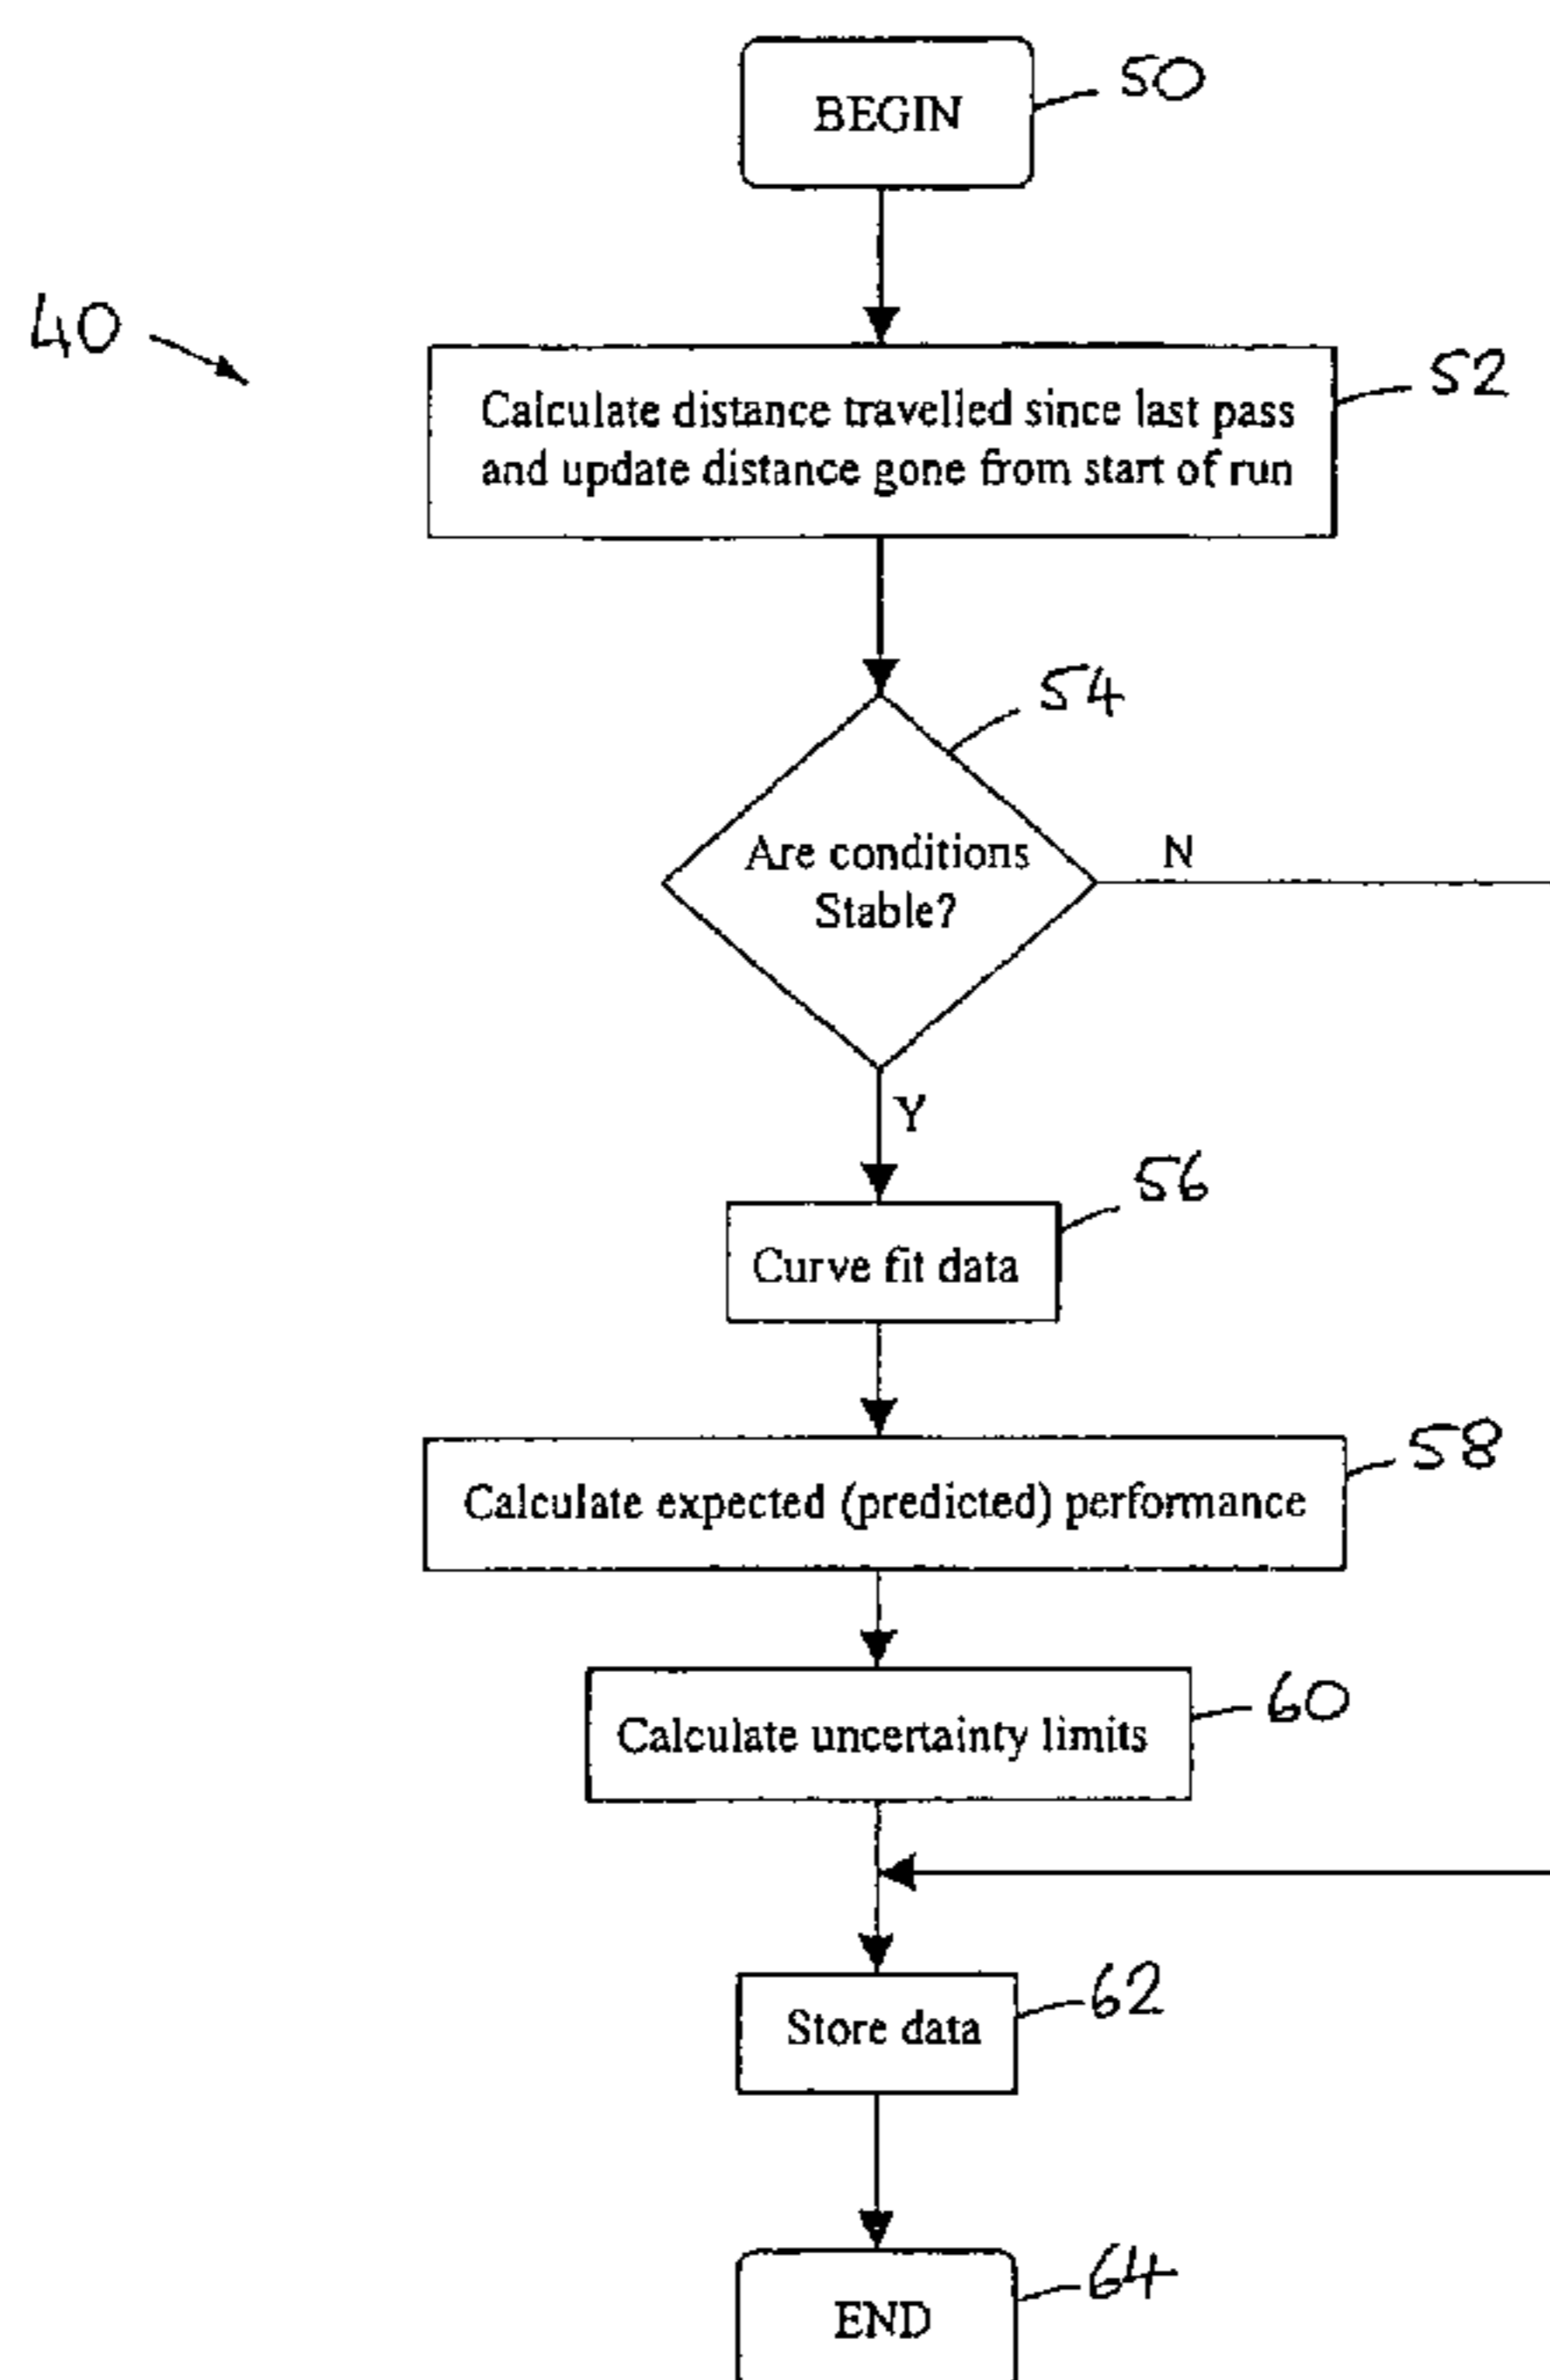 BEGIN
50
40
Calculate distance travelled since last pass
and update distance gone from start of run
52
54
Are conditions
Stable?
N
Y
56
Curve fit data
58
Calculate expected (predicted) performance
60
Calculate uncertainty limits
62
Store data
64
END